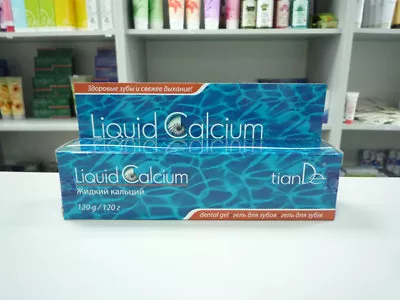 Здоровые зубы и свежее дыхание!
Liquid Calcium
Liquid Calcium
Жидкий кальций
120 g / 120 г
tianDe
dental gel гель для зубов гель для зубів